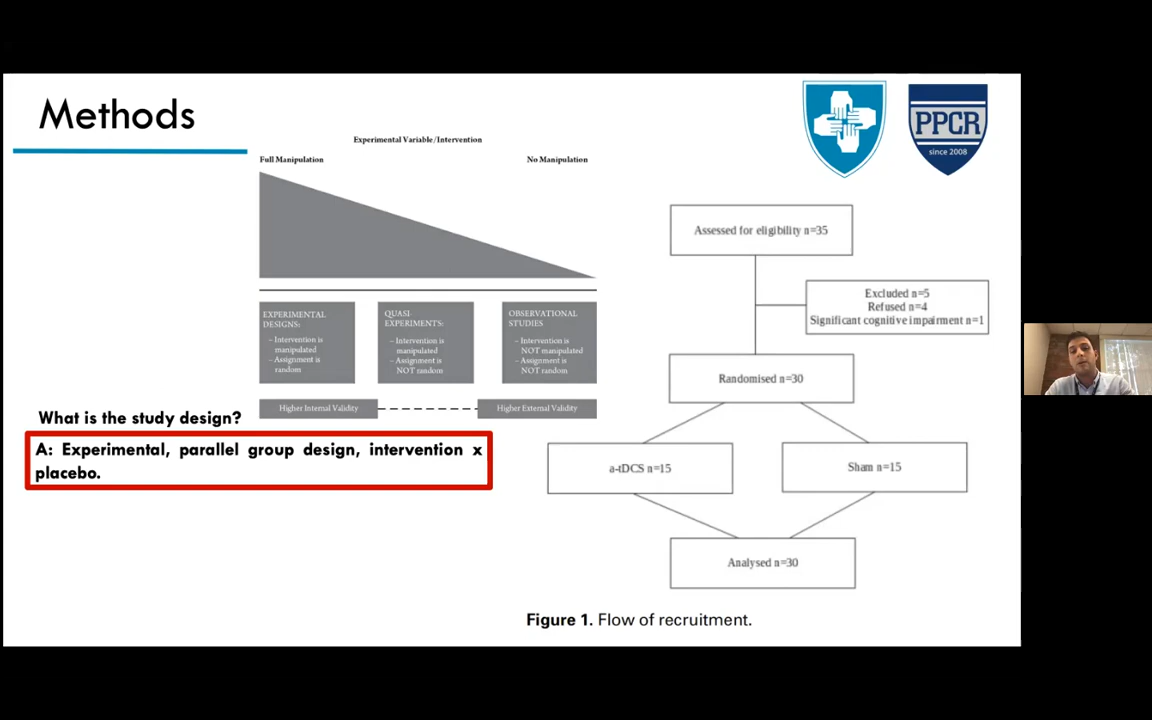 Methods
Experimental Variable/Intervention
Full Manipulation
No Manipulation
EXPERIMENTAL
DESIGNS:
– Intervention is
manipulated
– Assignment is
random
QUASI-
EXPERIMENTS:
– Intervention is
manipulated
– Assignment is
NOT random
OBSERVATIONAL
STUDIES
– Intervention is
NOT manipulated
– Assignment is
NOT random
Higher Internal Validity
Higher External Validity
What is the study design?
A: Experimental, parallel group design, intervention x
placebo.
PPCR
since 2008
Assessed for eligibility n=35
Excluded n=5
Refused n=4
Significant cognitive impairment n=1
Randomised n=30
a-tDCS n=15
Sham n=15
Analysed n=30
Figure 1. Flow of recruitment.